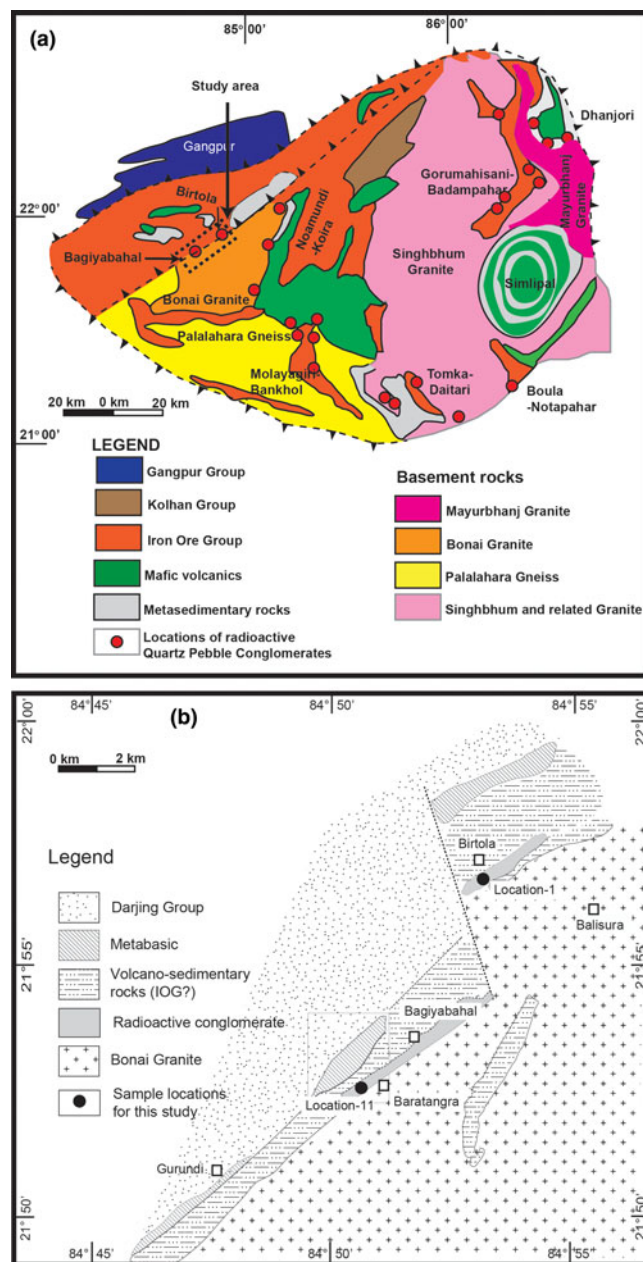 (a)
85°00'
86°00'
Study area
Dhanjori
Gangpur
Gorumahisani-
Badampahar
Birtola
22°00'
Noamundi
-Koira
Mayurbhanj
Granite
Bagiyabahal
Singhbhum
Granite
Simlipal
Bonai Granite
Palalahara Gneiss
Molayagiri-
Bankhol
Tomka-
Daitari
Boula
-Notapahar
20 km 0 km 20 km
21°00'
LEGEND
Gangpur Group
Kolhan Group
Iron Ore Group
Mafic volcanics
Metasedimentary rocks
Locations of radioactive
Quartz Pebble Conglomerates
Basement rocks
Mayurbhanj Granite
Bonai Granite
Palalahara Gneiss
Singhbhum and related Granite
(b)
84°45'
84°50'
84°55'
22°00'
22°00'
0 km 2 km
Birtola
Location-1
Balisura
Legend
Darjing Group
Metabasic
Volcano-sedimentary
rocks (IOG?)
Radioactive conglomerate
Bonai Granite
Sample locations
for this study
21°55'
21°55'
Bagiyabahal
Location-11
Baratangra
Gurundi
21°50'
21°50'
84°45'
84°50'
84°55'